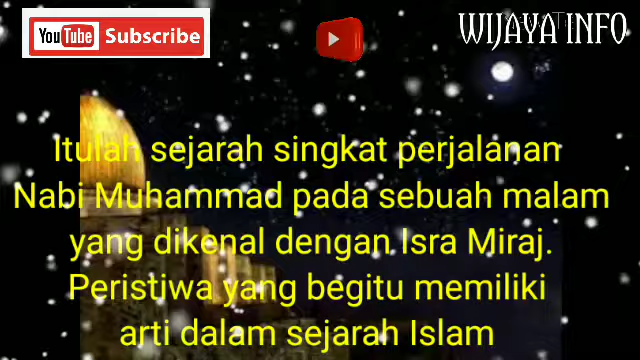 YouTube Subscribe
WIJAYA INFO
Itulah sejarah singkat perjalanan
Nabi Muhammad pada sebuah malam
yang dikenal dengan Isra Miraj.
Peristiwa yang begitu memiliki
arti dalam sejarah Islam